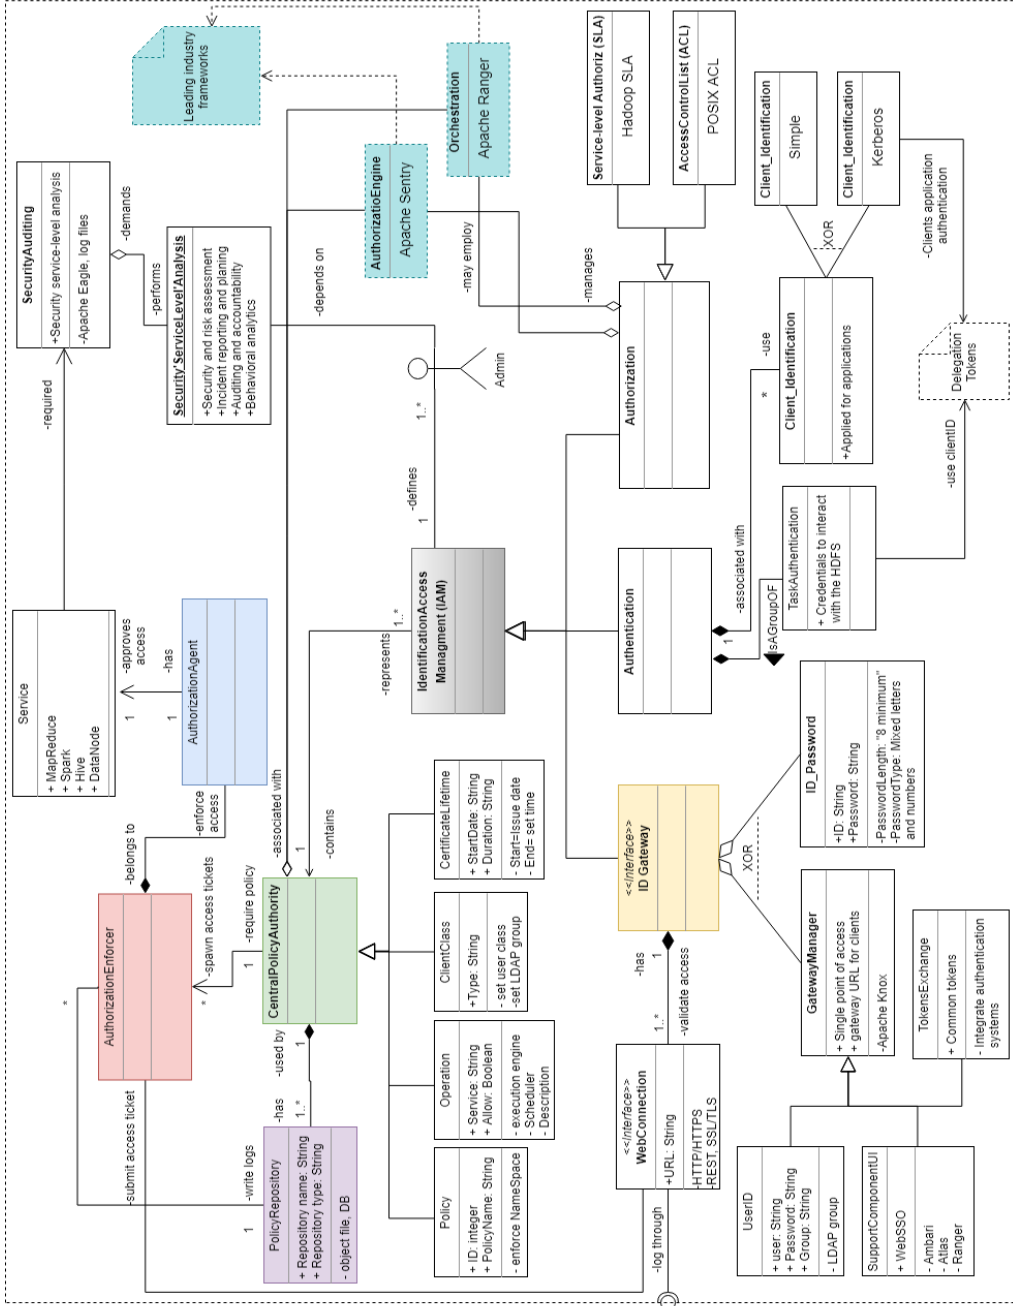 Leading industry
frameworks
SecurityAuditing
+Security service-level analysis
-Apache Eagle, log files
-demands
-performs
Security'ServiceLevel'Analysis
+Security and risk assessment
+Incident reporting and planing
+Auditing and accountability
+Behavioral analytics
-required
-depends on
AuthorizatioEngine
Apache Sentry
Orchestration
Apache Ranger
-may employ
-manages
Service-level Authoriz (SLA)
Hadoop SLA
AccessControlList (ACL)
POSIX ACL
Client_Identification
Simple
Client_Identification
Kerberos
XOR
-Clients application
authentication
Delegation
Tokens
-use clientID
Client_Identification
+Applied for applications
-use
*
-associated with
1
TaskAuthentication
+ Credentials to interact
with the HDFS
IsAGroupOF
Authorization
Authentication
Admin
1..*
-defines
1
IdentificationAccess
Managment (IAM)
1..*
-represents
Service
+ MapReduce
+ Spark
+ Hive
+ DataNode
-approves
access
1
-has
1
AuthorizationAgent
-enforce
access
-belongs to
AuthorizationEnforcer
*
-spawn access tickets
*
-require policy
1
-associated with
1
-contains
CentralPolicyAuthority
-used by
1
-has
1..*
-submit access ticket
-write logs
1
PolicyRepository
+ Repository name: String
+ Repository type: String
- object file, DB
CertificateLifetime
+ StartDate: String
+ Duration: String
- Start=Issue date
- End= set time
ClientClass
+Type: String
- set user class
-set LDAP group
Operation
+ Service: String
+ Allow: Boolean
- execution engine
- Scheduler
- Description
Policy
+ ID: integer
+ PolicyName: String
- enforce NameSpace
<<Interface>>
ID Gateway
-has
1
1..*
-validate access
<<Interface>>
WebConnection
+URL: String
-HTTP/HTTPS
-REST, SSL/TLS
-log through
XOR
ID_Password
+ID: String
+Password: String
-PasswordLength: "8 minimum"
-PasswordType: Mixed letters
and numbers
GatewayManager
+ Single point of access
+ gateway URL for clients
-Apache Knox
TokensExchange
+ Common tokens
- Integrate authentication
systems
UserID
+ user: String
+ Password: String
+ Group: String
- LDAP group
SupportComponentUI
+ WebSSO
- Ambari
- Atlas
- Ranger